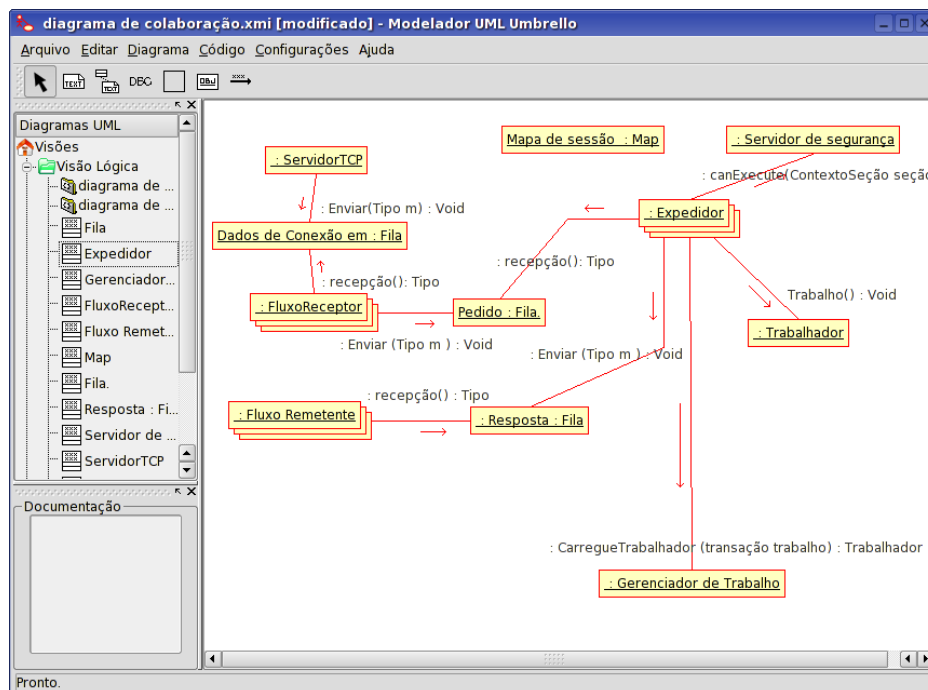 diagrama de colaboração.xmi [modificado] - Modelador UML Umbrello
Arquivo Editar Diagrama Código Configurações Ajuda
TEXT TEXT DBC OBJ xxx
Diagramas UML
Visões
Visão Lógica
diagrama de ...
diagrama de ...
Fila
Expedidor
Gerenciador...
FluxoRecept...
Fluxo Remet...
Map
Fila.
Resposta : Fi...
Servidor de ...
ServidorTCP
Documentação
Mapa de sessão : Map
: Servidor de segurança
: ServidorTCP
: canExecute(ContextoSeção seção
: Enviar(Tipo m) : Void
: Expedidor
Dados de Conexão em : Fila
: recepção(): Tipo
: recepção(): Tipo
Trabalho() : Void
: FluxoReceptor
Pedido : Fila.
: Trabalhador
: Enviar (Tipo m ) : Void
: Enviar (Tipo m ) : Void
: recepção() : Tipo
: Fluxo Remetente
: Resposta : Fila
: CarregueTrabalhador (transação trabalho) : Trabalhador
: Gerenciador de Trabalho
Pronto.